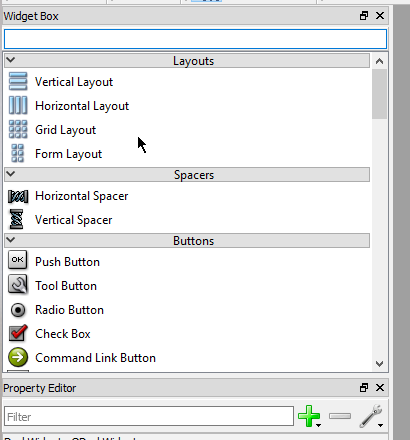 Widget Box
Layouts
Vertical Layout
Horizontal Layout
Grid Layout
Form Layout
Spacers
Horizontal Spacer
Vertical Spacer
Buttons
OK
Push Button
Tool Button
Radio Button
Check Box
Command Link Button
Property Editor
Filter